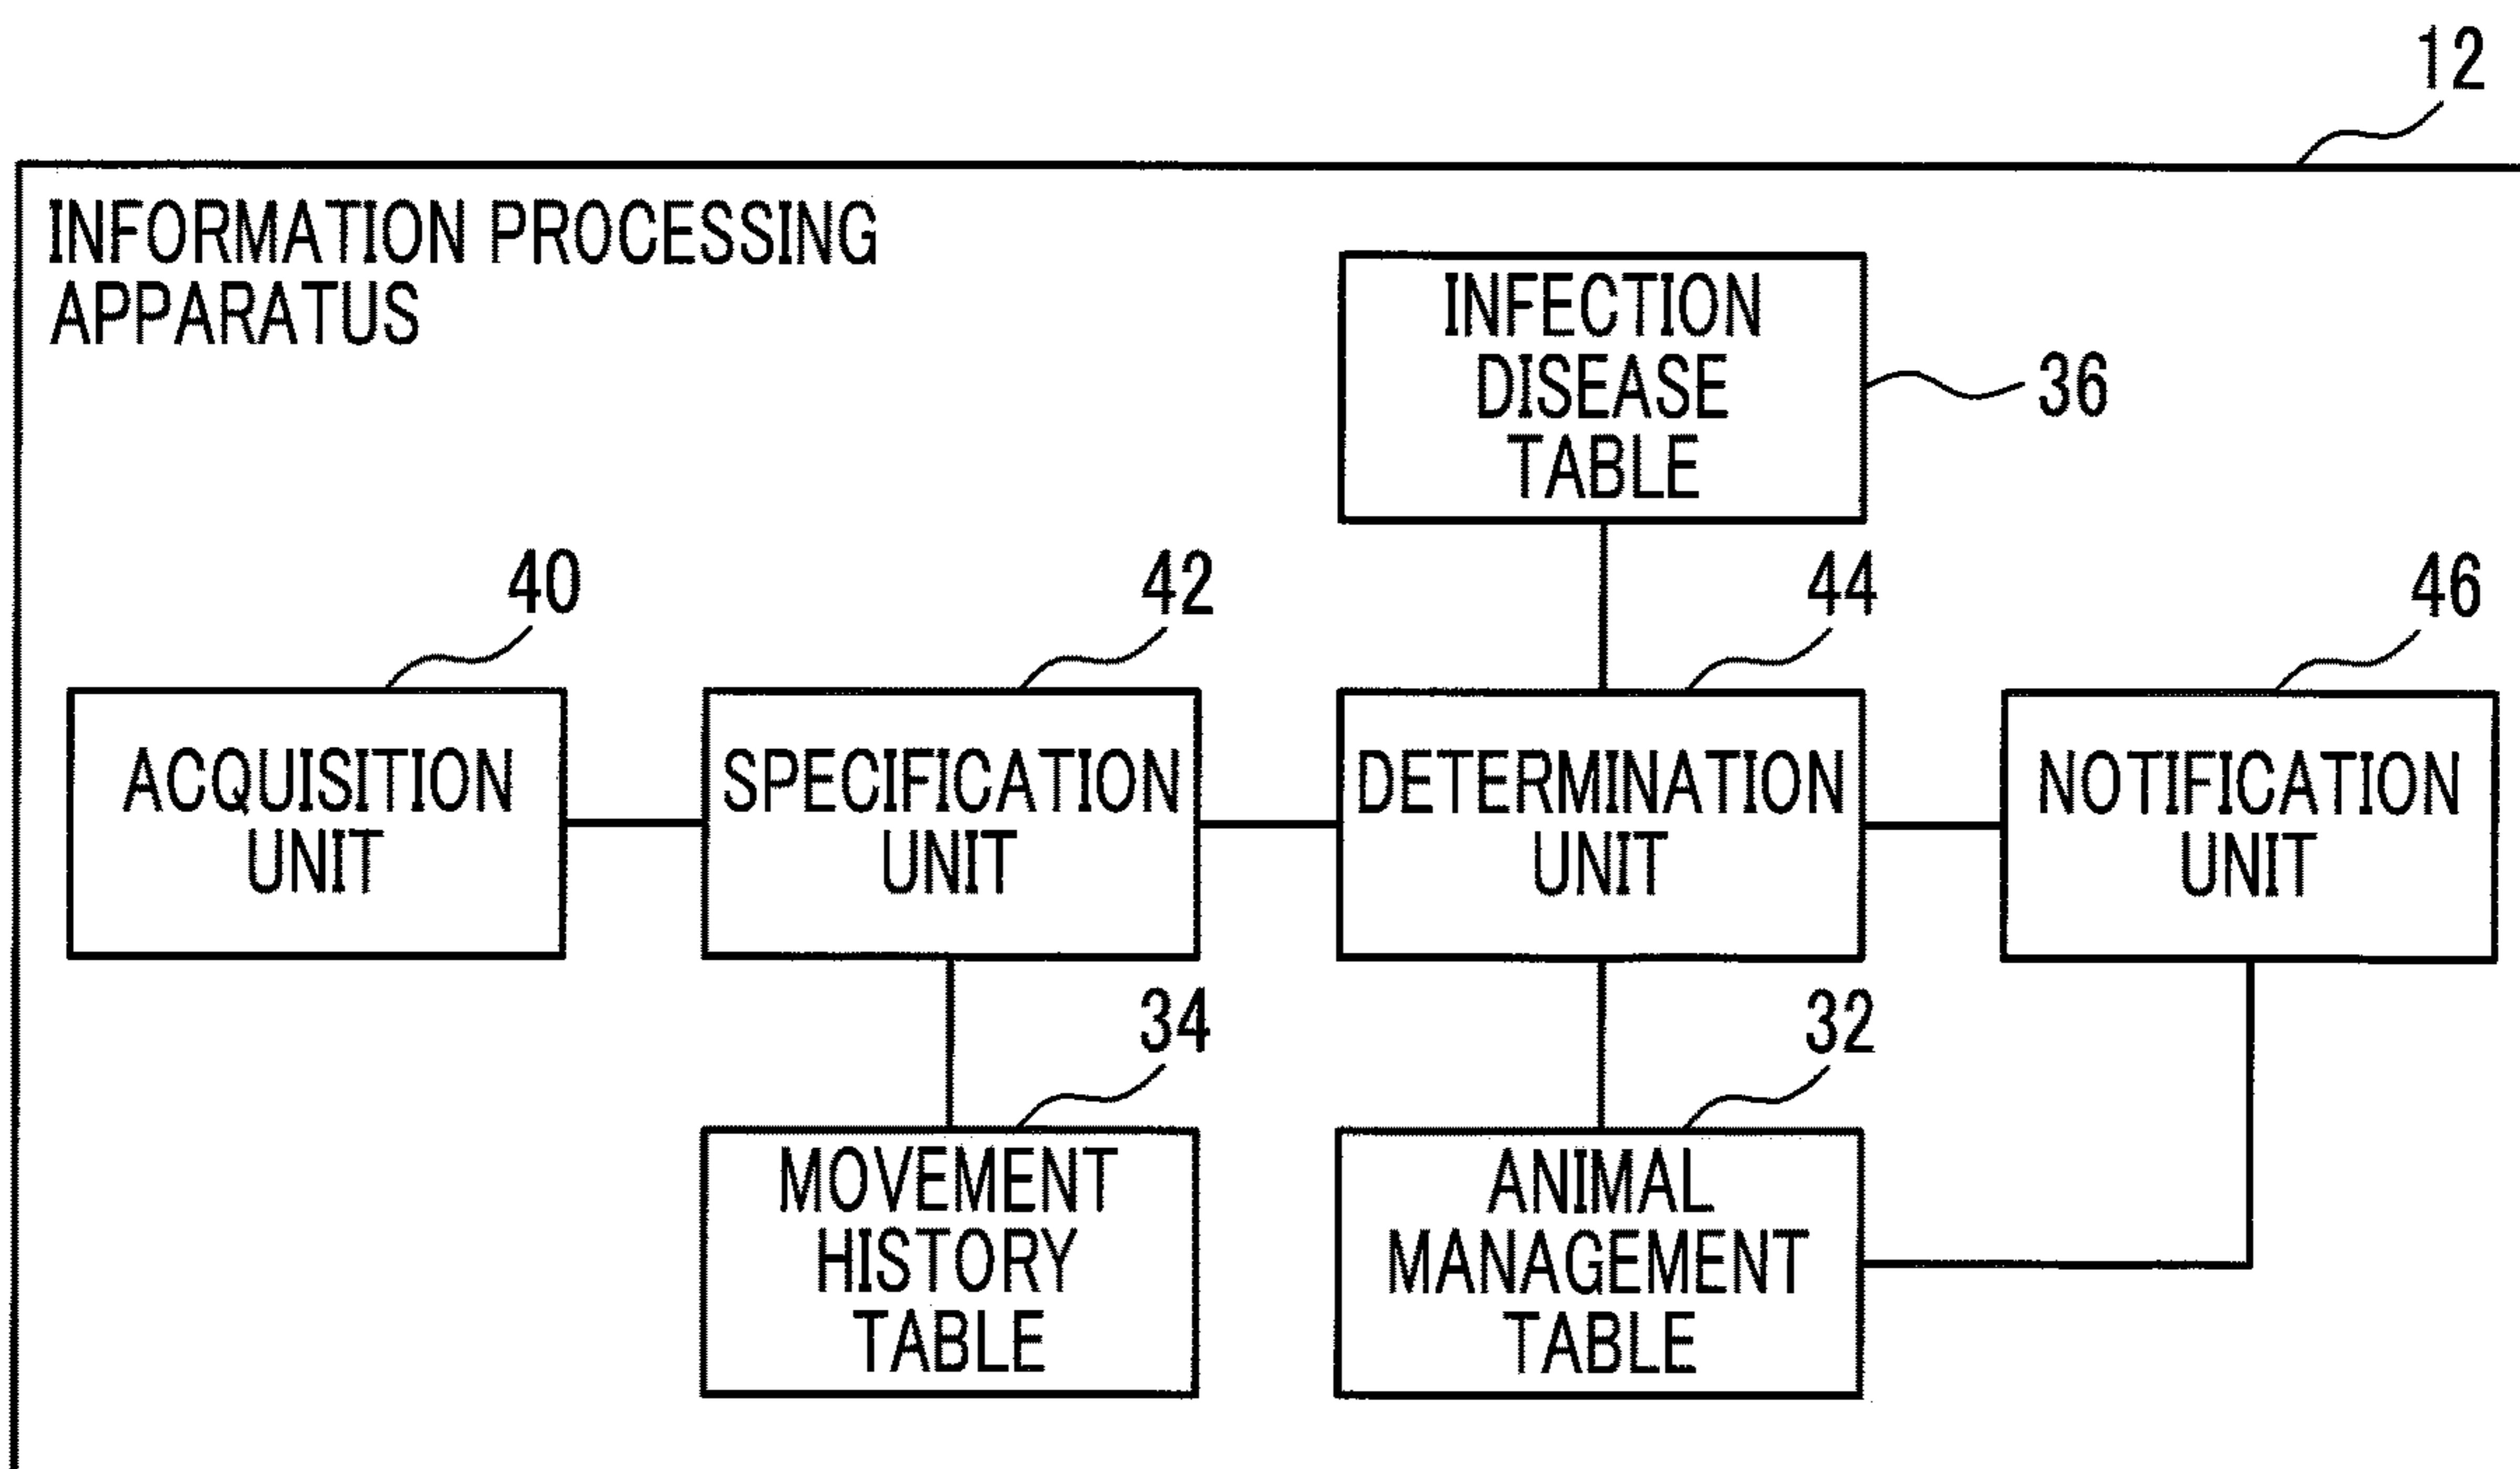 12
INFORMATION PROCESSING
APPARATUS
INFECTION
DISEASE
TABLE
36
40
42
44
46
ACQUISITION
UNIT
SPECIFICATION
UNIT
DETERMINATION
UNIT
NOTIFICATION
UNIT
34
32
MOVEMENT
HISTORY
TABLE
ANIMAL
MANAGEMENT
TABLE